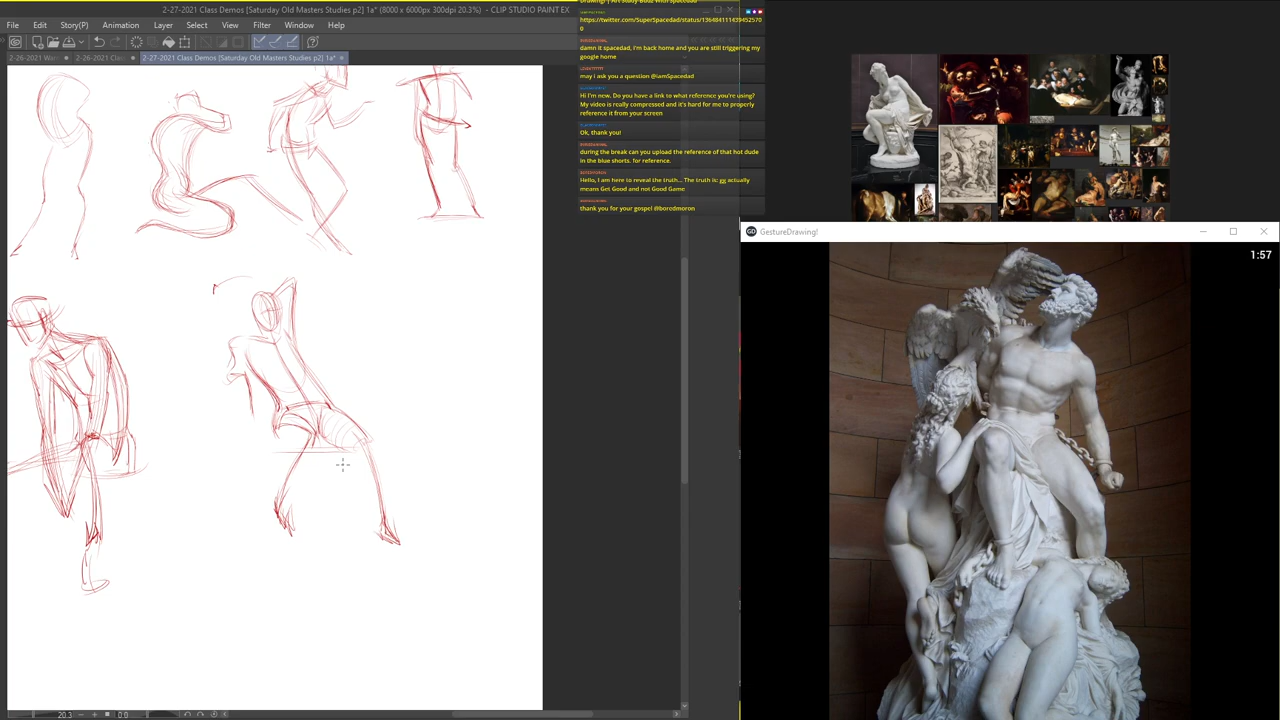 2-27-2021 Class Demos [Saturday Old Masters Studies p2] 1a* (8000 x 6000px 300dpi 20.3%) - CLIP STUDIO PAINT EX
File Edit Story(P) Animation Layer Select View Filter Window Help
2-26-2021 Clas
2-27-2021 Class Demos [Saturday Old Masters Studies p2] 1a*
damn it spacedad, i'm back home and you are still triggering my
google home
may i ask you a question @iamSpacedad
Hi I'm new. Do you have a link to what reference you're using?
My video is really compressed and it's hard for me to properly
reference it from your screen
Ok, thank you!
during the break can you upload the reference of that hot dude
in the blue shorts. for reference.
Hello, I am here to reveal the truth... The truth is: gg actually
means Get Good and not Good Game
thank you for your gospel @boredmoron
GD GestureDrawing!
1:57
20.3